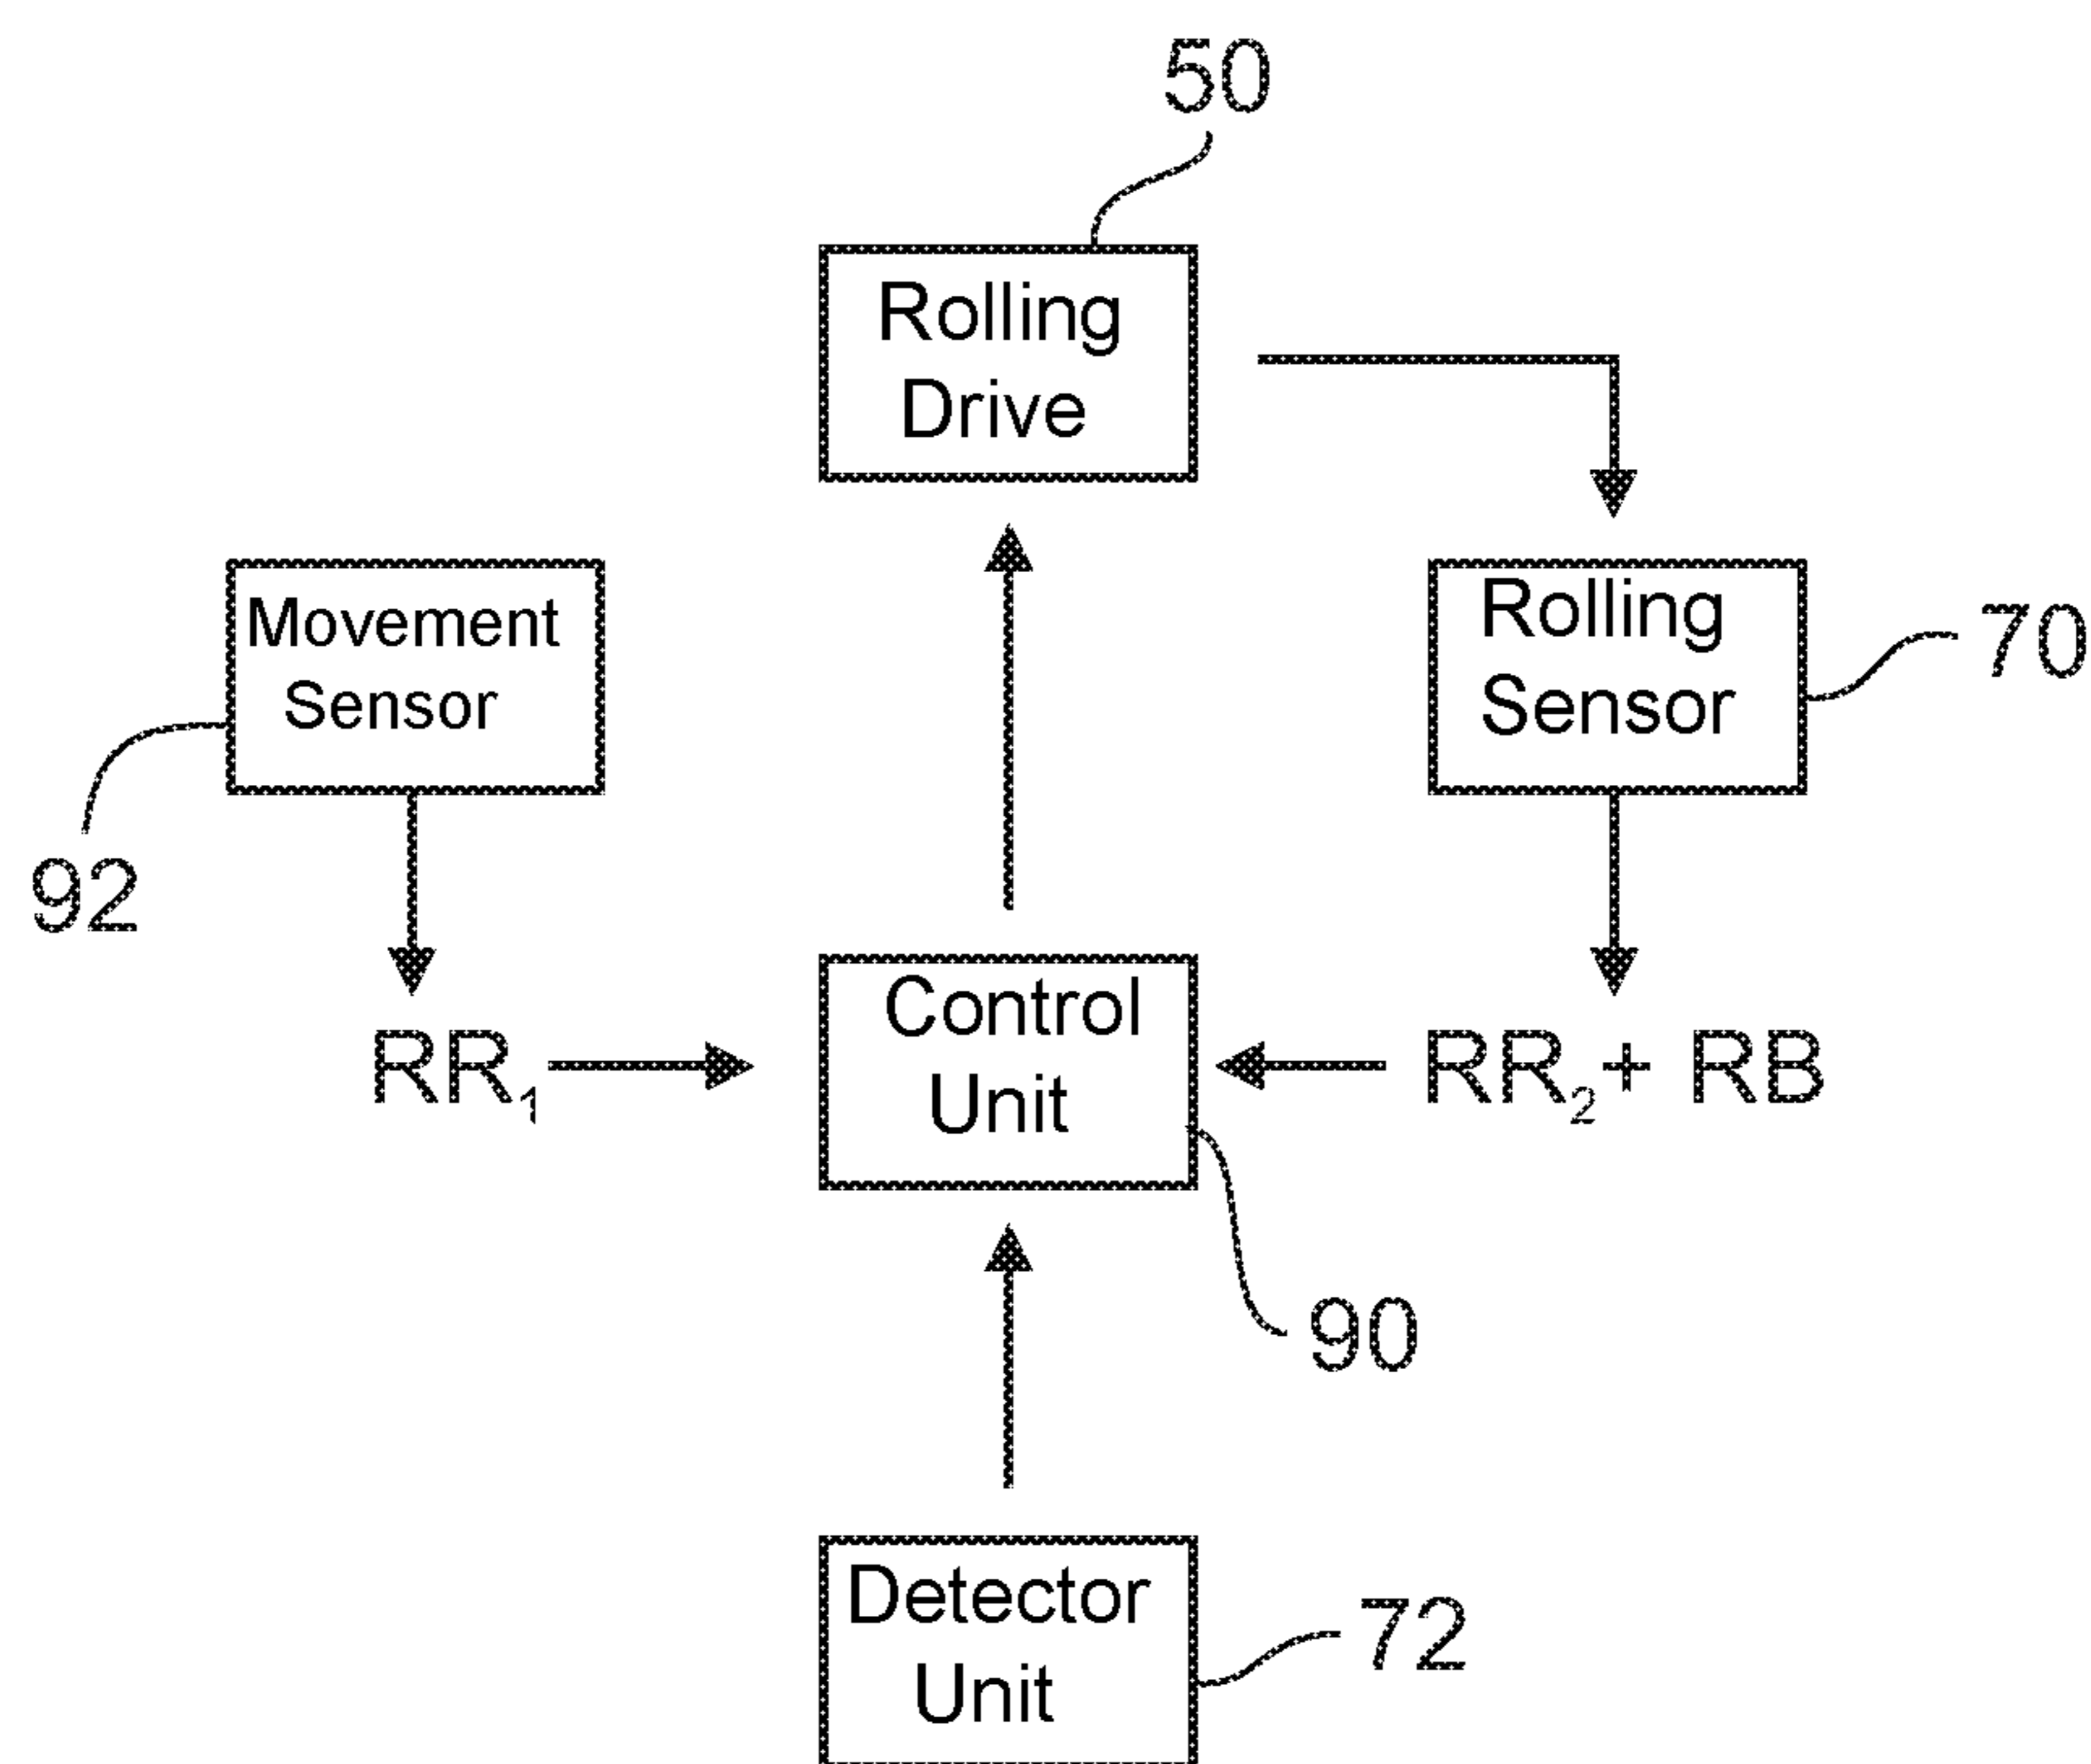 50
Rolling
Drive
Movement
Sensor
92
Rolling
Sensor
70
RR₁
Control
Unit
RR₂+ RB
90
Detector
Unit
72